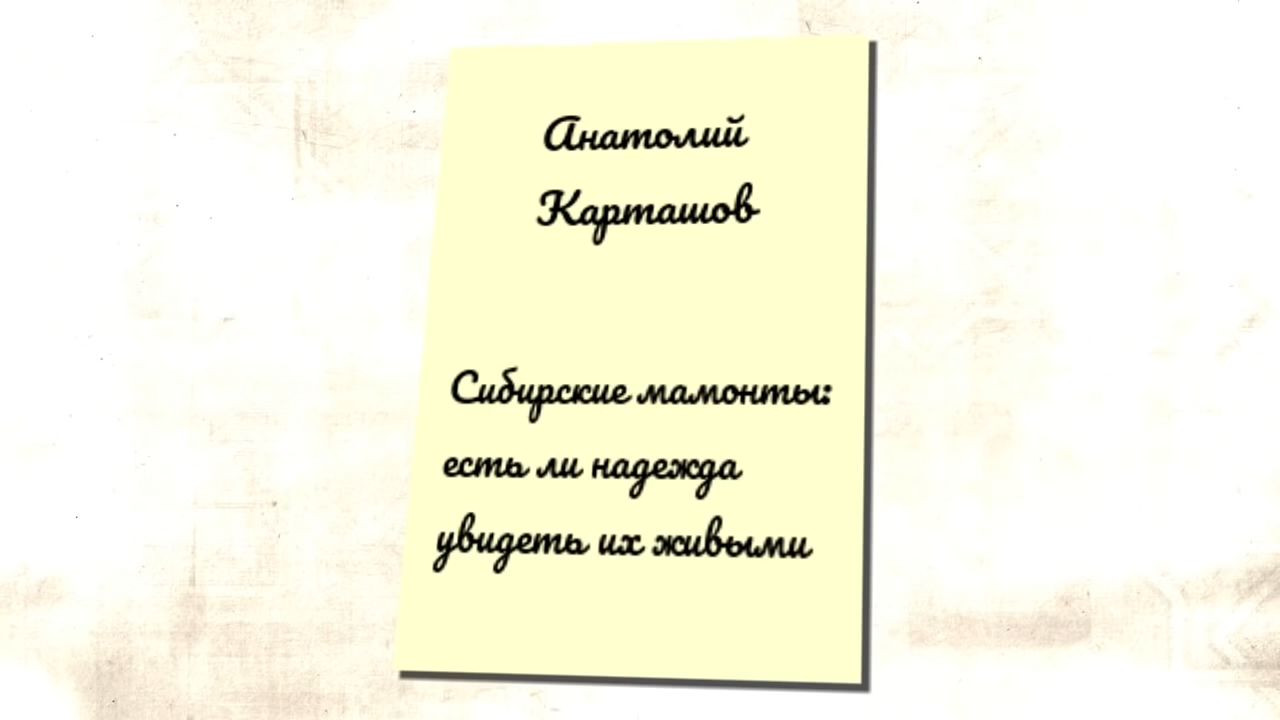 Анатолий
Карташов
Сибирские мамонты:
есть ли надежда
увидеть их живыми